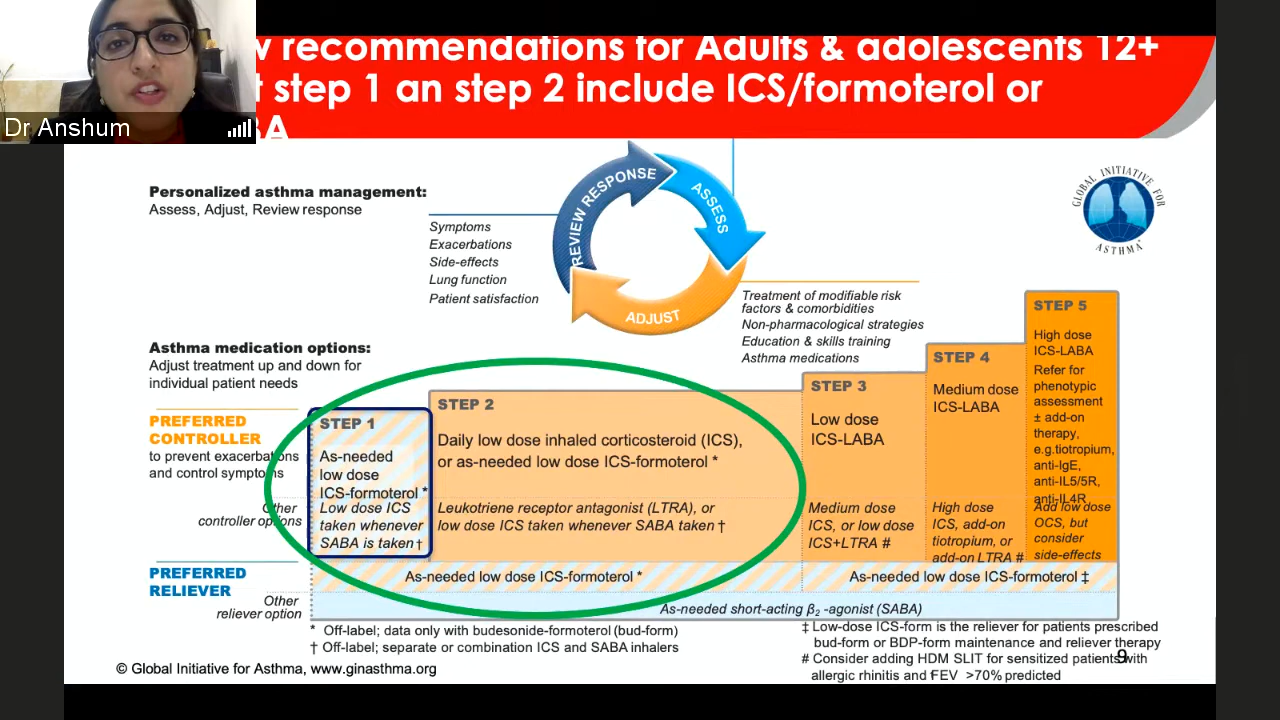 w recommendations for Adults & adolescents 12+
t step 1 an step 2 include ICS/formoterol or
BA
Dr Anshum
Personalized asthma management:
Assess, Adjust, Review response
Symptoms
Exacerbations
Side-effects
Lung function
Patient satisfaction
REVIEW RESPONSE
ASSESS
ADJUST
GLOBAL INITIATIVE FOR
ASTHMA
Treatment of modifiable risk
factors & comorbidities
Non-pharmacological strategies
Education & skills training
Asthma medications
Asthma medication options:
Adjust treatment up and down for
individual patient needs
PREFERRED
CONTROLLER
to prevent exacerbations
and control symptoms
Other
controller options
STEP 1
As-needed
low dose
ICS-formoterol *
Low dose ICS
taken whenever
SABA is taken †
STEP 2
Daily low dose inhaled corticosteroid (ICS),
or as-needed low dose ICS-formoterol *
Leukotriene receptor antagonist (LTRA), or
low dose ICS taken whenever SABA taken †
STEP 3
Low dose
ICS-LABA
Medium dose
ICS, or low dose
ICS+LTRA #
STEP 4
Medium dose
ICS-LABA
High dose
ICS, add-on
tiotropium, or
add-on LTRA #
STEP 5
High dose
ICS-LABA
Refer for
phenotypic
assessment
± add-on
therapy,
e.g.tiotropium,
anti-IgE,
anti-IL5/5R,
anti-IL4R
Add low dose
OCS, but
consider
side-effects
PREFERRED
RELIEVER
As-needed low dose ICS-formoterol *
As-needed low dose ICS-formoterol ‡
Other
reliever option
As-needed short-acting β2 -agonist (SABA)
* Off-label; data only with budesonide-formoterol (bud-form)
† Off-label; separate or combination ICS and SABA inhalers
‡ Low-dose ICS-form is the reliever for patients prescribed
bud-form or BDP-form maintenance and reliever therapy
# Consider adding HDM SLIT for sensitized patients with
allergic rhinitis and FEV >70% predicted
© Global Initiative for Asthma, www.ginasthma.org
9